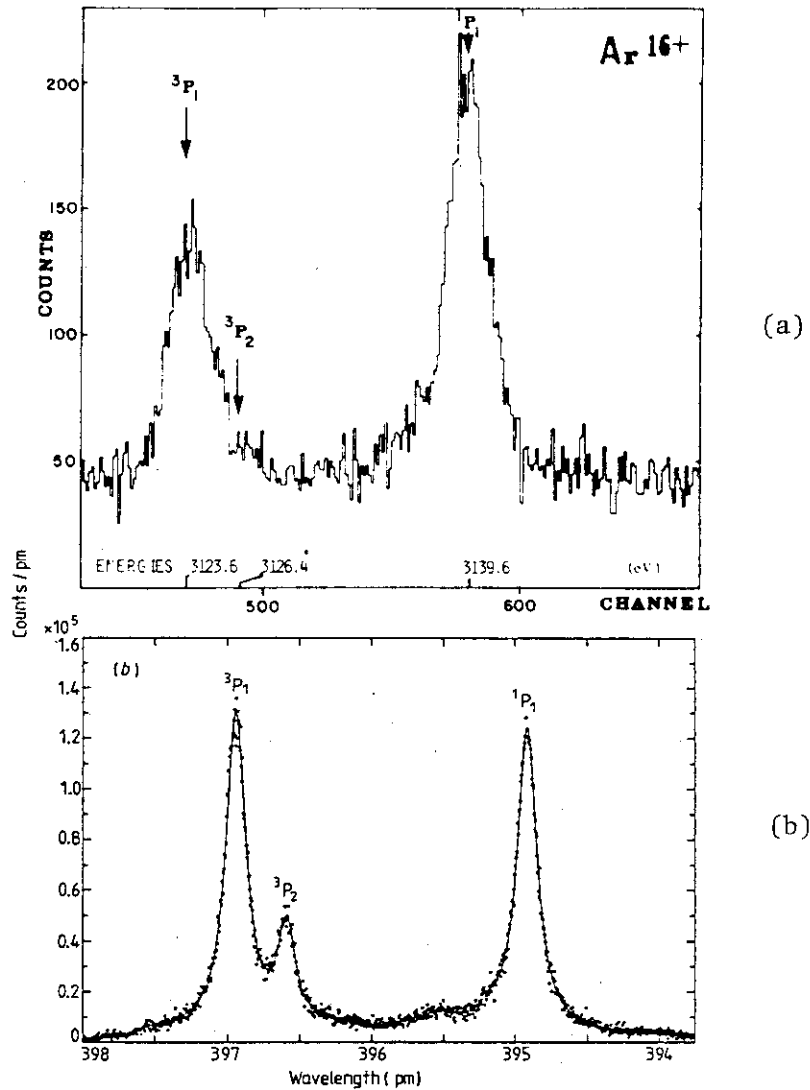 Ar 16+
P₁
200
³P₁
150
³P₂
100
50
COUNTS
(a)
ENERGIES 3123.6 3126.4 3139.6 (eV)
500 600 CHANNEL
Counts/pm
×10⁵
(b)
1.6
1.4
1.2
1.0
0.8
0.6
0.4
0.2
0
³P₁
³P₂
¹P₁
(b)
398 397 396 395 394
Wavelength (pm)